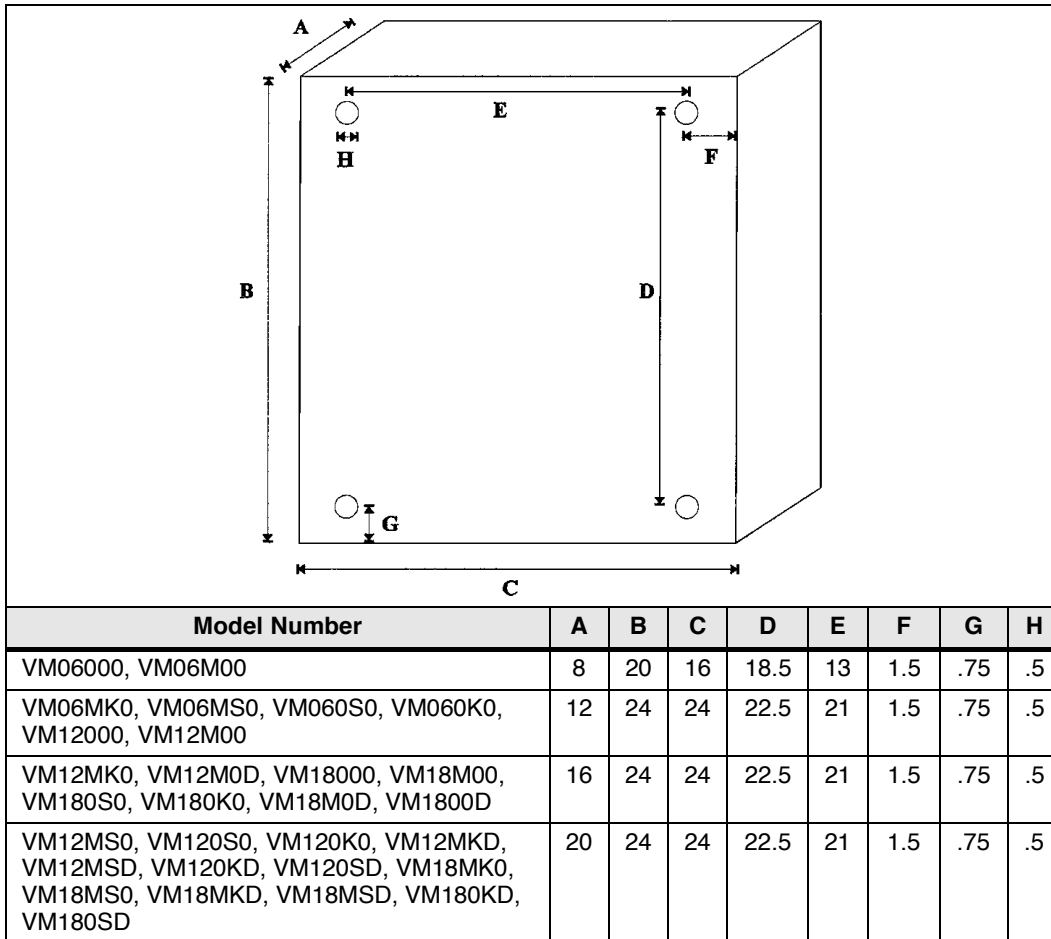 A
E
H
F
B
D
G
C
Model Number A B C D E F G H
VM06000, VM06M00 8 20 16 18.5 13 1.5 .75 .5
VM06MK0, VM06MS0, VM060S0, VM060K0, 12 24 24 22.5 21 1.5 .75 .5
VM12000, VM12M00
VM12MK0, VM12M0D, VM18000, VM18M00, 16 24 24 22.5 21 1.5 .75 .5
VM180S0, VM180K0, VM18M0D, VM1800D
VM12MS0, VM120S0, VM120K0, VM12MKD, 20 24 24 22.5 21 1.5 .75 .5
VM12MSD, VM120KD, VM120SD, VM18MK0,
VM18MS0, VM18MKD, VM18MSD, VM180KD,
VM180SD